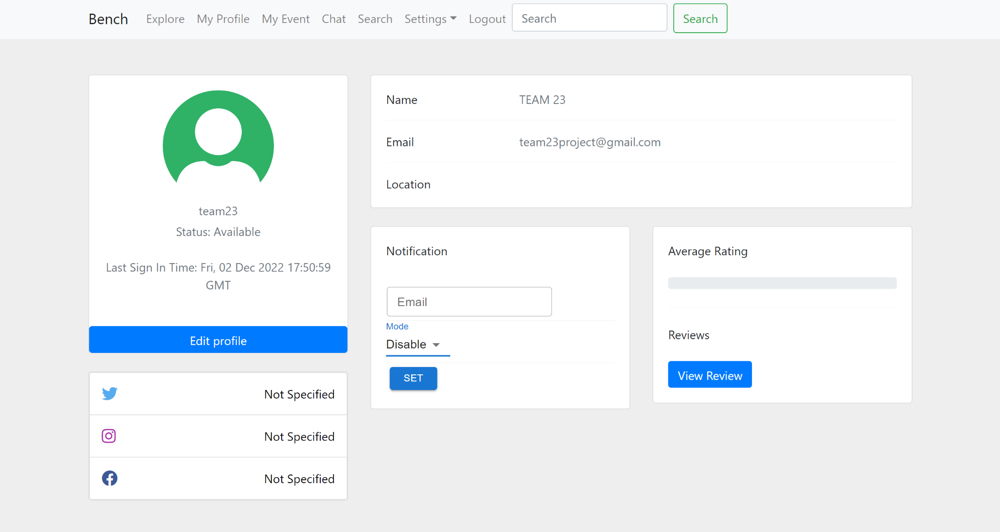 Bench Explore My Profile My Event Chat Search Settings Logout Search Search
team23
Status: Available
Last Sign In Time: Fri, 02 Dec 2022 17:50:59
GMT
Edit profile
Not Specified
Not Specified
Not Specified
Name TEAM 23
Email team23project@gmail.com
Location
Notification
Email
Mode
Disable
SET
Average Rating
Reviews
View Review